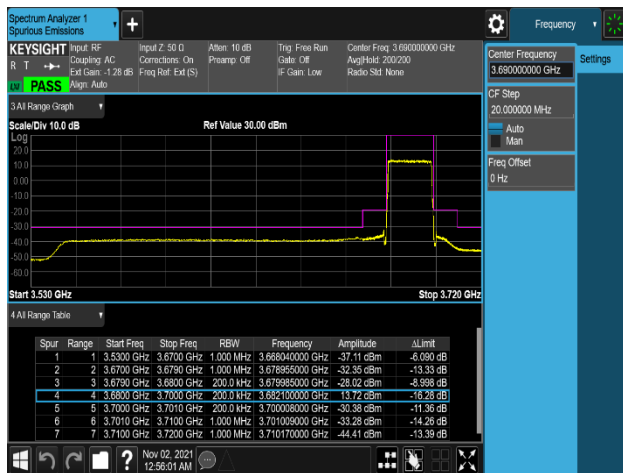 Spectrum Analyzer 1
Spurious Emissions
Frequency
KEYSIGHT Input: RF Input Z: 50 Ω Atten: 10 dB Trig: Free Run Center Freq: 3.690000000 GHz
R T Coupling: AC Corrections: On Preamp: Off Gate: Off Avg|Hold: 200/200
Ext Gain: -1.28 dB Freq Ref: Ext (S) IF Gain: Low Radio Std: None
LW PASS Align: Auto
Center Frequency
3.690000000 GHz
Settings
CF Step
20.000000 MHz
Auto
Man
Freq Offset
0 Hz
3 All Range Graph
Scale/Div 10.0 dB Ref Value 30.00 dBm
Log
20.0
10.0
0.00
-10.0
-20.0
-30.0
-40.0
-50.0
-60.0
Start 3.530 GHz Stop 3.720 GHz
4 All Range Table
Spur Range Start Freq Stop Freq RBW Frequency Amplitude ΔLimit
1 1 3.5300 GHz 3.6700 GHz 1.000 MHz 3.668040000 GHz -37.11 dBm -6.090 dB
2 2 3.6700 GHz 3.6790 GHz 1.000 MHz 3.678955000 GHz -32.35 dBm -13.33 dB
3 3 3.6790 GHz 3.6800 GHz 200.0 kHz 3.679985000 GHz -28.02 dBm -8.998 dB
4 4 3.6800 GHz 3.7000 GHz 200.0 kHz 3.682100000 GHz 13.72 dBm -16.28 dB
5 5 3.7000 GHz 3.7010 GHz 200.0 kHz 3.700008000 GHz -30.38 dBm -11.36 dB
6 6 3.7010 GHz 3.7100 GHz 1.000 MHz 3.701009000 GHz -33.28 dBm -14.26 dB
7 7 3.7100 GHz 3.7200 GHz 1.000 MHz 3.710170000 GHz -44.41 dBm -13.39 dB
Nov 02, 2021
12:56:01 AM